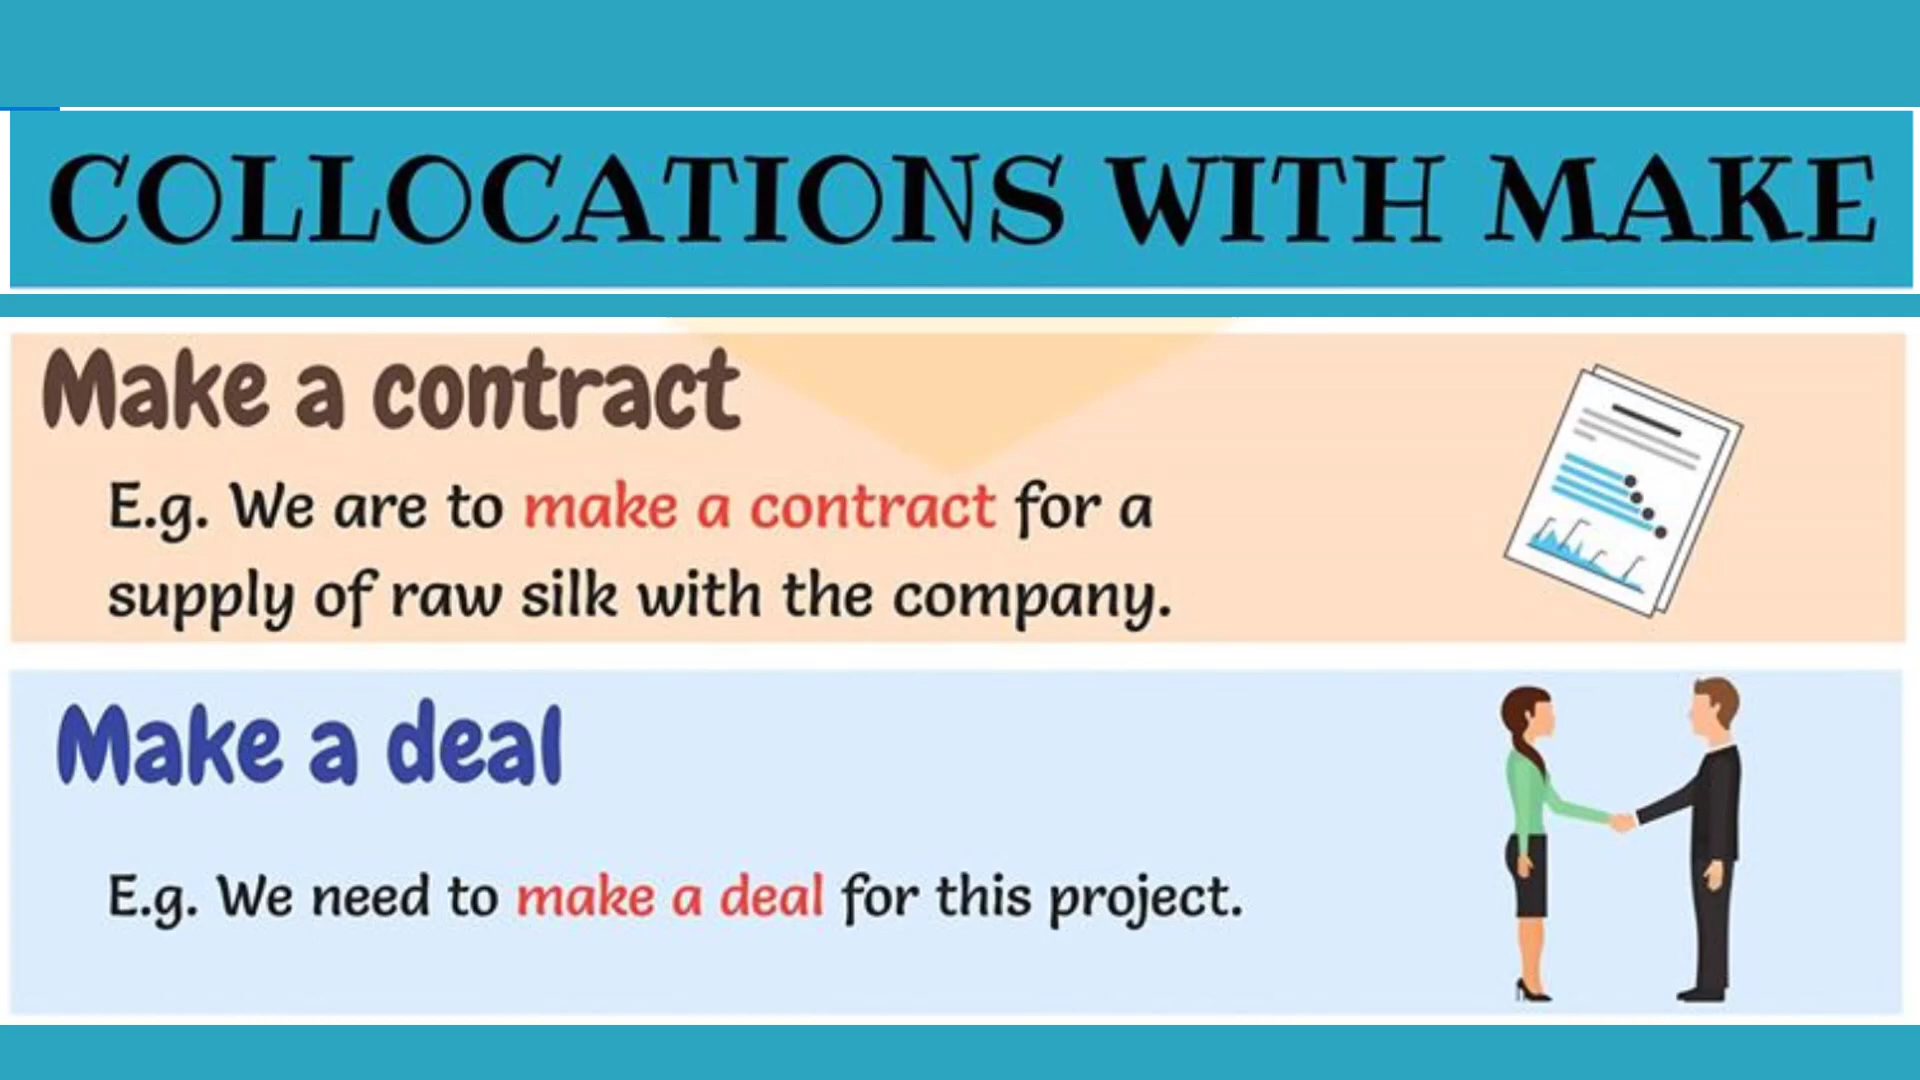 COLLOCATIONS WITH MAKE
Make a contract
E.g. We are to make a contract for a
supply of raw silk with the company.
Make a deal
E.g. We need to make a deal for this project.